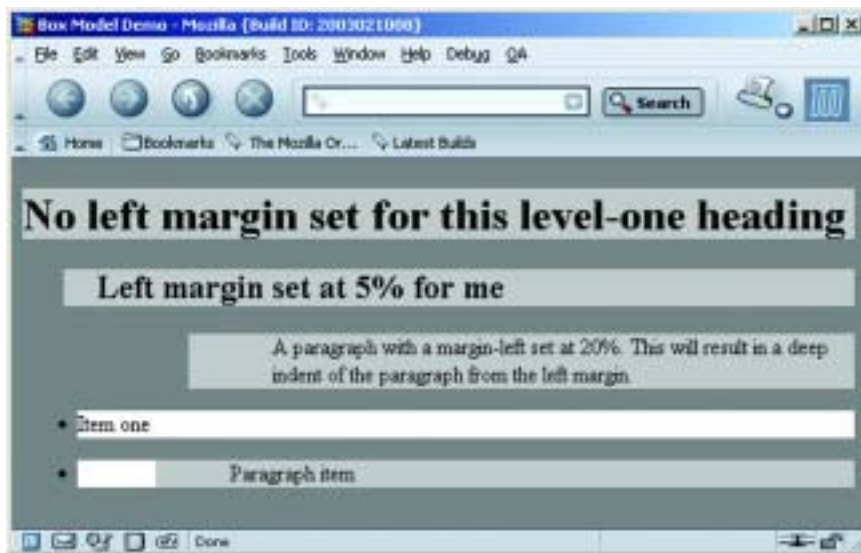 Box Model Demo - Mozilla {Build ID: 2003021008}
File Edit View Go Bookmarks Tools Window Help Debug QA
Search
Home Bookmarks The Mozilla Or... Latest Builds
No left margin set for this level-one heading
Left margin set at 5% for me
A paragraph with a margin-left set at 20%. This will result in a deep
indent of the paragraph from the left margin.
Item one
Paragraph item
Done